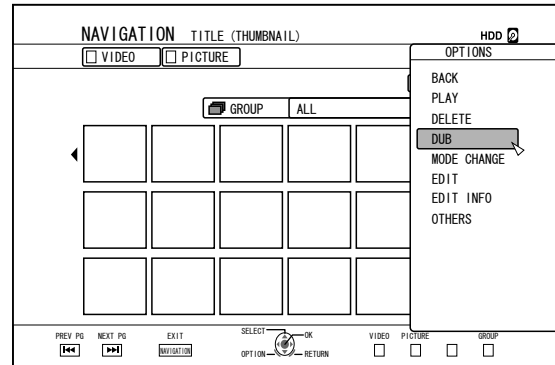 NAVIGATION TITLE (THUMBNAIL) HDD
VIDEO PICTURE
GROUP ALL
OPTIONS
BACK
PLAY
DELETE
DUB
MODE CHANGE
EDIT
EDIT INFO
OTHERS
PREV PG NEXT PG EXIT SELECT OK VIDEO PICTURE GROUP
NAVIGATION OPTION RETURN